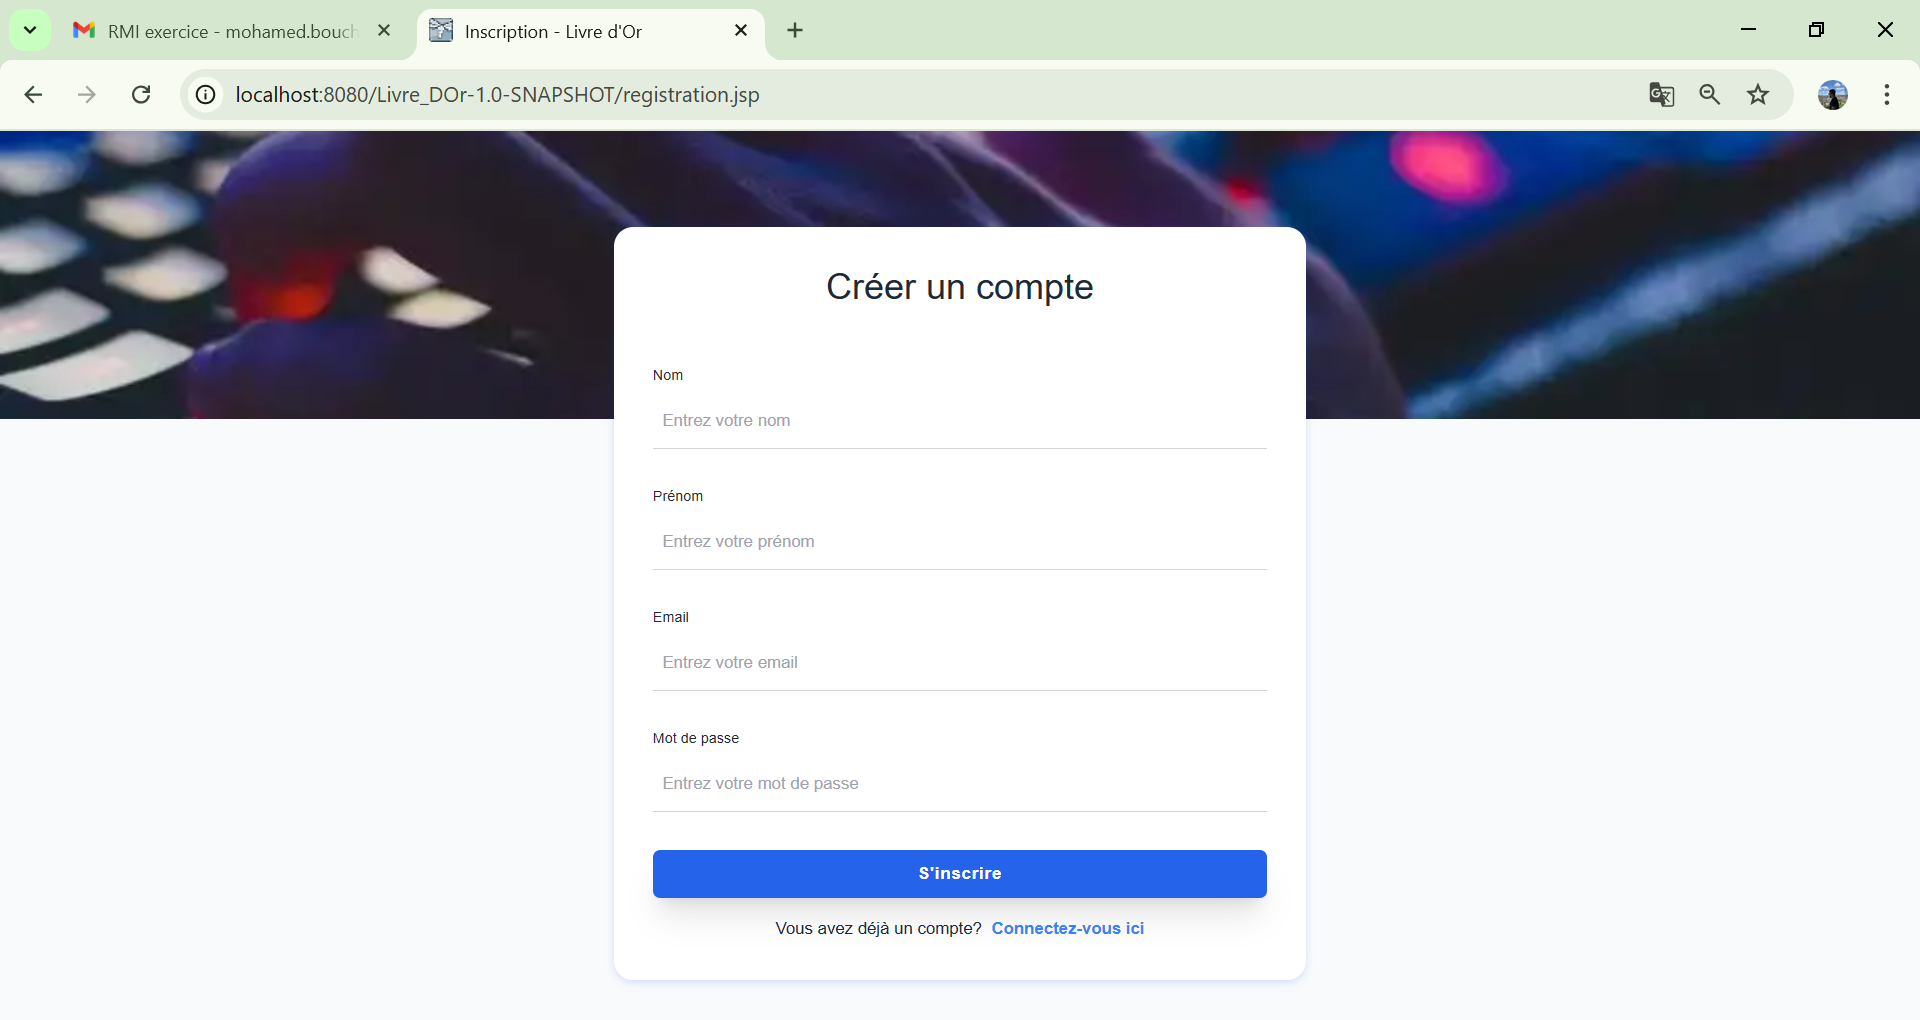 RMI exercice - mohamed.bouch
Inscription - Livre d'Or
localhost:8080/Livre_DOr-1.0-SNAPSHOT/registration.jsp
Créer un compte
Nom
Entrez votre nom
Prénom
Entrez votre prénom
Email
Entrez votre email
Mot de passe
Entrez votre mot de passe
S'inscrire
Vous avez déjà un compte? Connectez-vous ici